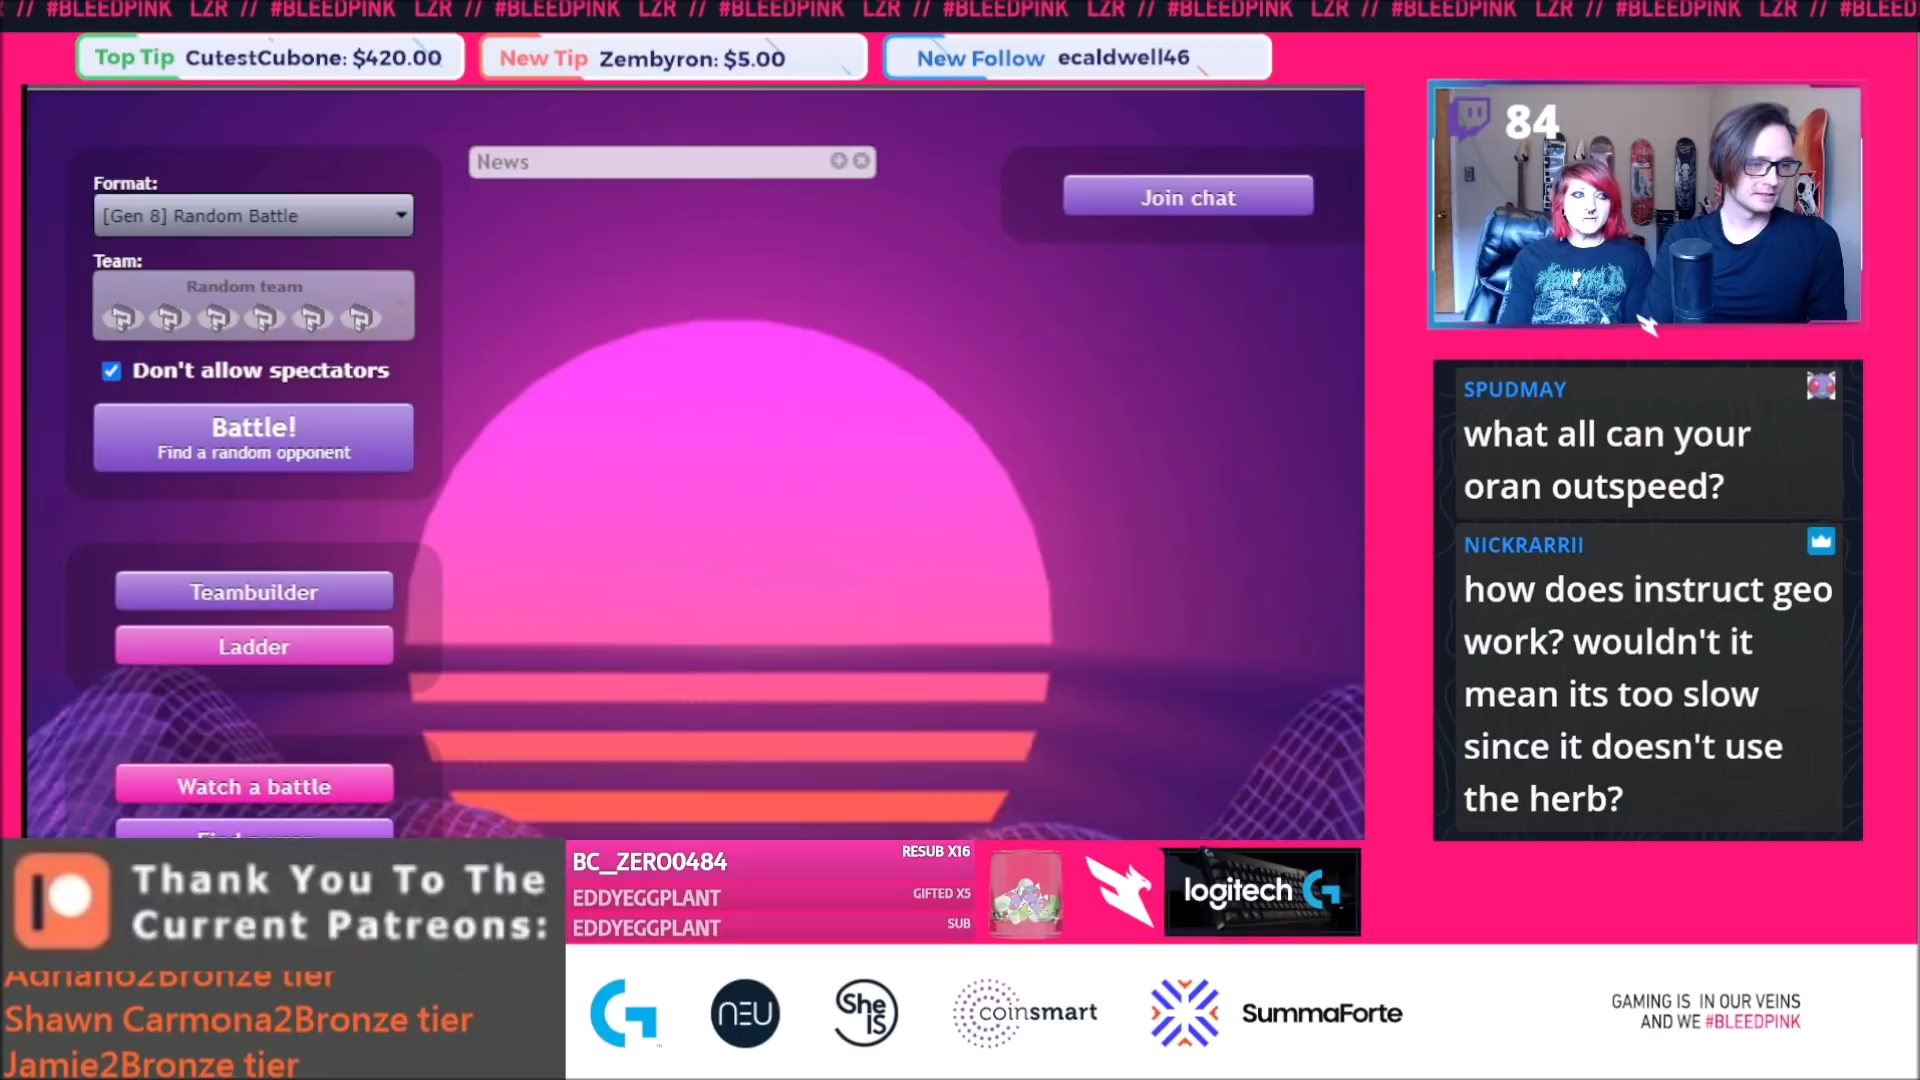 // #BLEEDPINK LZR // #BLEEDPINK LZR // #BLEEDPINK LZR // #BLEEDPINK LZR // #BLEEDPINK LZR // #BLEEDPINK LZR // #BLEEDPINK LZR // #BLEEDPINK LZR // #BLEED
Top Tip CutestCubone: $420.00
New Tip Zembyron: $5.00
New Follow ecaldwell46
84
Format:
[Gen 8] Random Battle
Team:
Random team
Don't allow spectators
Battle!
Find a random opponent
Teambuilder
Ladder
Watch a battle
Find a user
News
Join chat
SPUDMAY
what all can your
oran outspeed?
NICKRARRII
how does instruct geo
work? wouldn't it
mean its too slow
since it doesn't use
the herb?
Thank You To The
Current Patreons:
Adriano2Bronze tier
Shawn Carmona2Bronze tier
Jamie2Bronze tier
BC_ZERO0484 RESUB X16
EDDYEGGPLANT GIFTED X5
EDDYEGGPLANT SUB
logitech G
G
NEU
She
IS
coinsmart
SummaForte
GAMING IS IN OUR VEINS
AND WE #BLEEDPINK